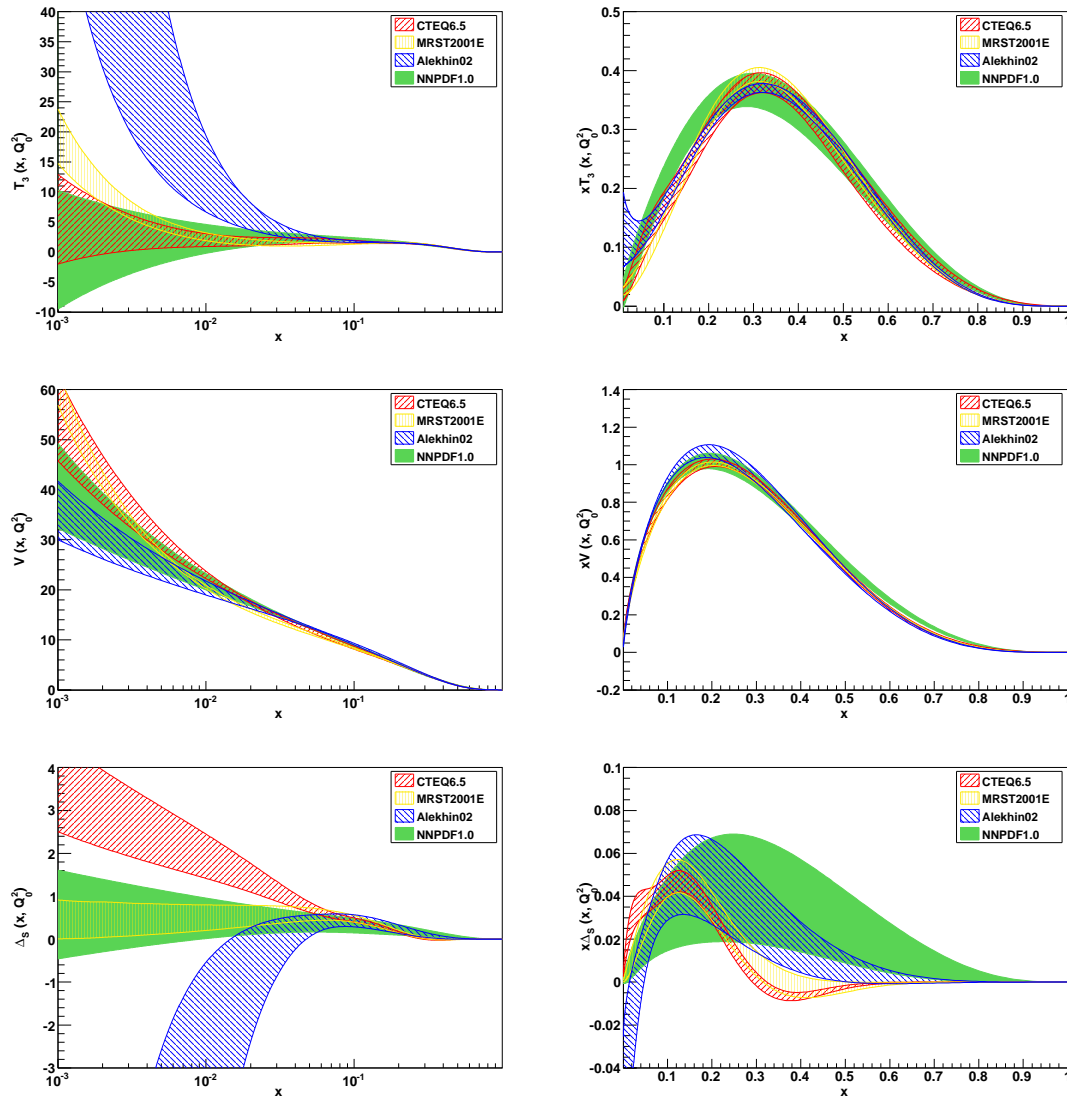 T₃ (x, Q₀²)
40
35
30
25
20
15
10
5
0
-5
-10
10⁻³ 10⁻² 10⁻¹
x
CTEQ6.5
MRST2001E
Alekhin02
NNPDF1.0
xT₃ (x, Q₀²)
0.5
0.4
0.3
0.2
0.1
0
0.1 0.2 0.3 0.4 0.5 0.6 0.7 0.8 0.9 1
x
CTEQ6.5
MRST2001E
Alekhin02
NNPDF1.0
V (x, Q₀²)
60
50
40
30
20
10
0
10⁻³ 10⁻² 10⁻¹
x
CTEQ6.5
MRST2001E
Alekhin02
NNPDF1.0
xV (x, Q₀²)
1.4
1.2
1
0.8
0.6
0.4
0.2
0
-0.2
0.1 0.2 0.3 0.4 0.5 0.6 0.7 0.8 0.9 1
x
CTEQ6.5
MRST2001E
Alekhin02
NNPDF1.0
Δₛ (x, Q₀²)
4
3
2
1
0
-1
-2
-3
10⁻³ 10⁻² 10⁻¹
x
CTEQ6.5
MRST2001E
Alekhin02
NNPDF1.0
xΔₛ (x, Q₀²)
0.1
0.08
0.06
0.04
0.02
0
-0.02
-0.04
0.1 0.2 0.3 0.4 0.5 0.6 0.7 0.8 0.9 1
x
CTEQ6.5
MRST2001E
Alekhin02
NNPDF1.0